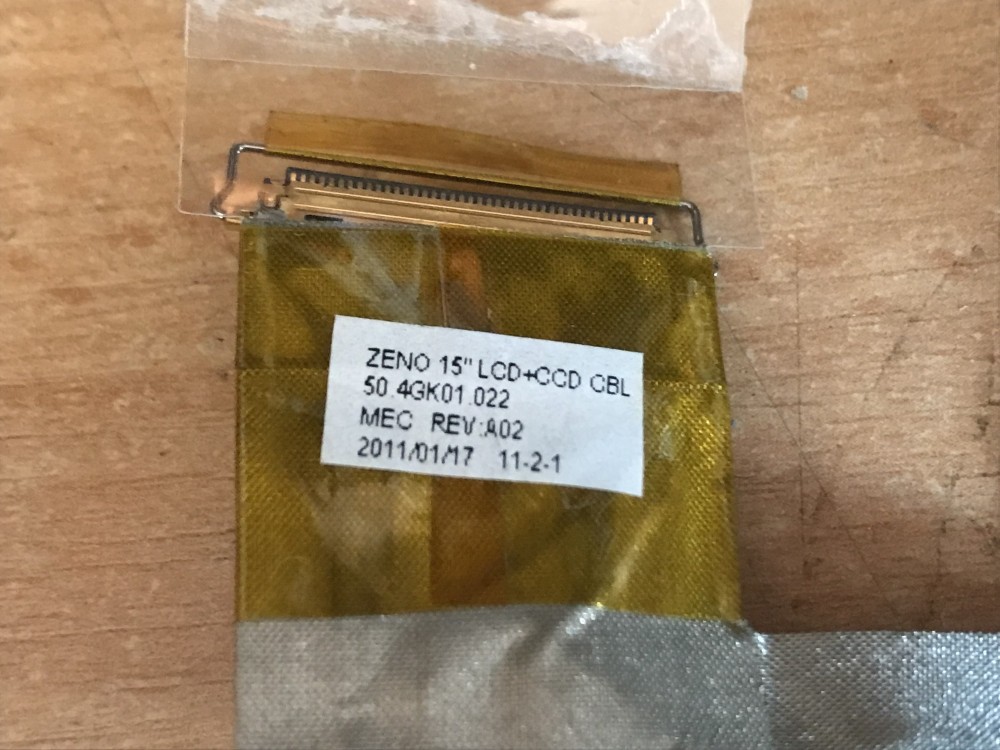 ZENO 15" LCD+CCD CBL
50.4GK01.022
MEC REV:A02
2011/01/17 11-2-1